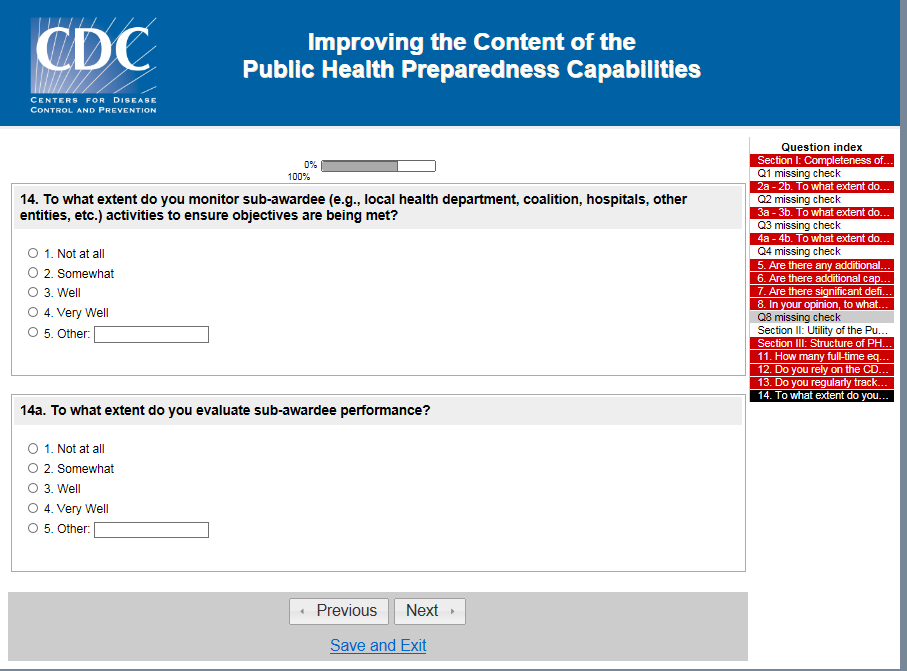 CDC
CENTERS FOR DISEASE
CONTROL AND PREVENTION
Improving the Content of the
Public Health Preparedness Capabilities
0%
100%
14. To what extent do you monitor sub-awardee (e.g., local health department, coalition, hospitals, other
entities, etc.) activities to ensure objectives are being met?
1. Not at all
2. Somewhat
3. Well
4. Very Well
5. Other:
14a. To what extent do you evaluate sub-awardee performance?
1. Not at all
2. Somewhat
3. Well
4. Very Well
5. Other:
Previous
Next
Save and Exit
Question index
Section I: Completeness of...
Q1 missing check
2a - 2b. To what extent do...
Q2 missing check
3a - 3b. To what extent do...
Q3 missing check
4a - 4b. To what extent do...
Q4 missing check
5. Are there any additional...
6. Are there additional cap...
7. Are there significant defi...
8. In your opinion, to what...
Q8 missing check
Section II: Utility of the Pu...
Section III: Structure of PH...
11. How many full-time eq...
12. Do you rely on the CD...
13. Do you regularly track...
14. To what extent do you...